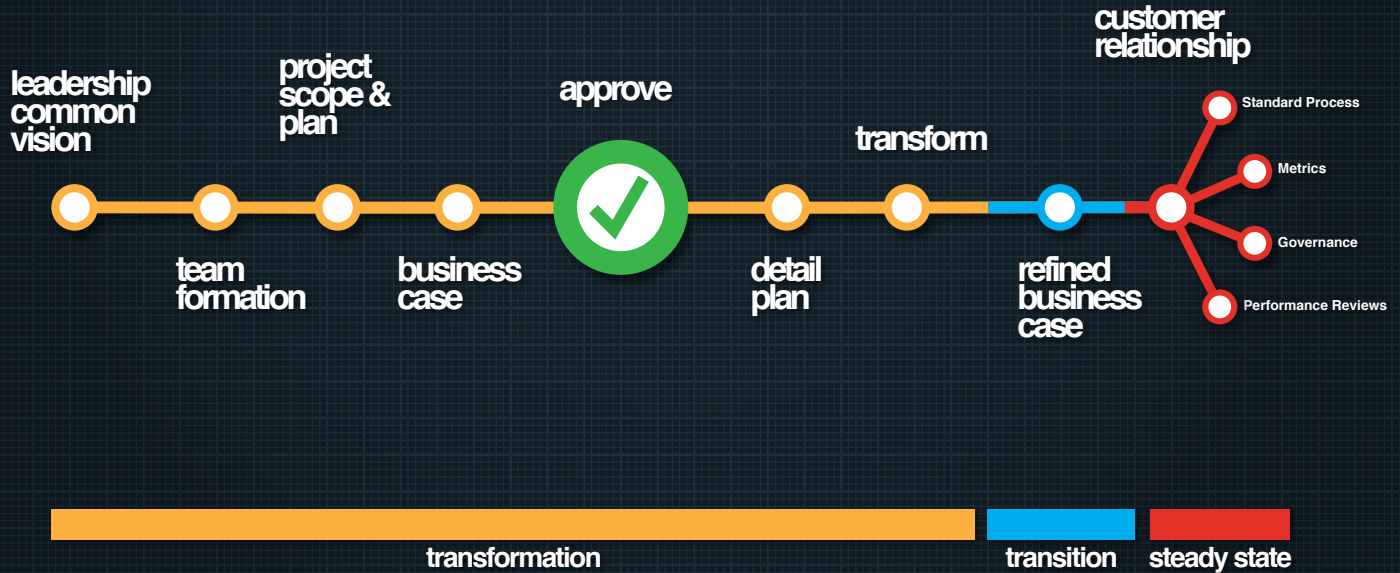 leadership
common
vision
team
formation
project
scope &
plan
business
case
approve
detail
plan
transform
refined
business
case
customer
relationship
Standard Process
Metrics
Governance
Performance Reviews
transformation
transition
steady state